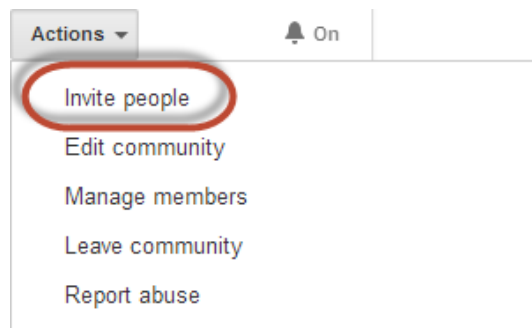 Actions On
Invite people
Edit community
Manage members
Leave community
Report abuse